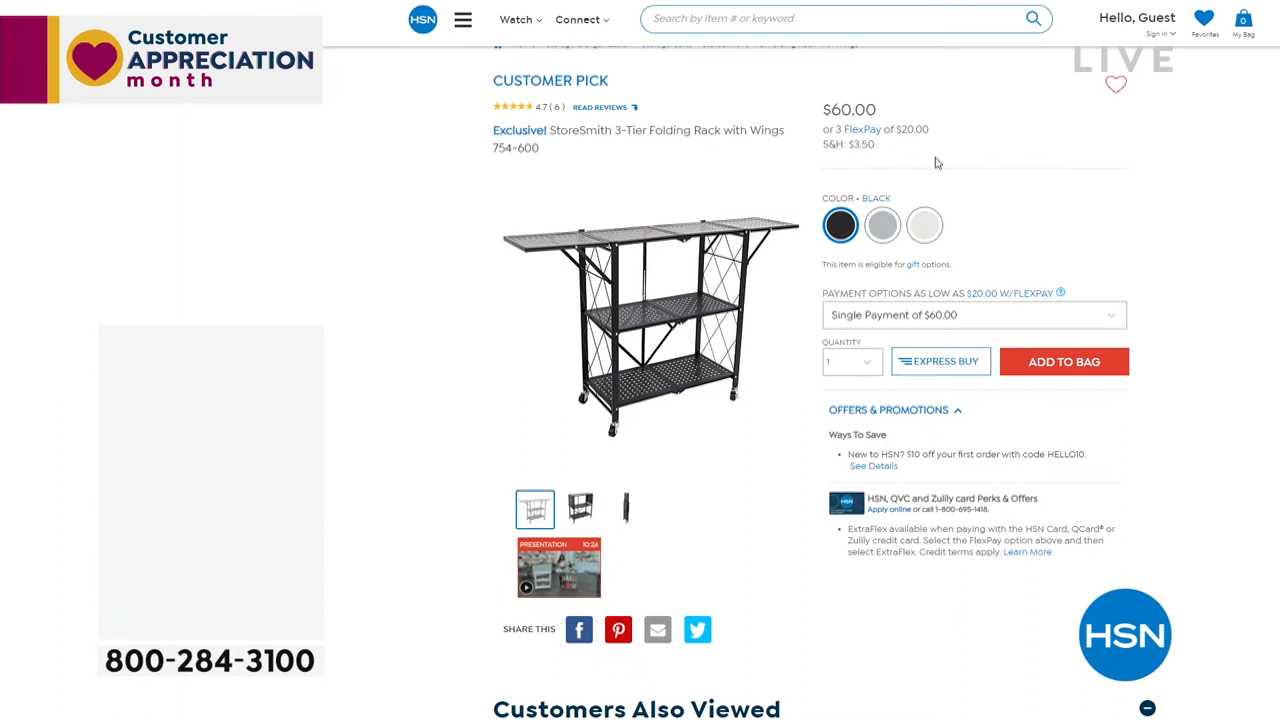 Customer
APPRECIATION
month
HSN
Watch
Connect
Search by item # or keyword
Hello, Guest
Sign in
Favorites
0
My Bag
LIVE
CUSTOMER PICK
4.7 ( 6 ) READ REVIEWS
Exclusive! StoreSmith 3-Tier Folding Rack with Wings
754-600
$60.00
or 3 FlexPay of $20.00
S&H: $3.50
COLOR • BLACK
This item is eligible for gift options.
PAYMENT OPTIONS AS LOW AS $20.00 W/FLEXPAY ?
Single Payment of $60.00
QUANTITY
1
EXPRESS BUY
ADD TO BAG
OFFERS & PROMOTIONS
Ways To Save
• New to HSN? $10 off your first order with code HELLO10.
See Details
HSN
HSN, QVC and Zulily card Perks & Offers
Apply online or call 1-800-695-1418.
• ExtraFlex available when paying with the HSN Card, QCard® or
Zulily credit card. Select the FlexPay option above and then
select ExtraFlex. Credit terms apply. Learn More
PRESENTATION 10:24
SHARE THIS
HSN
800-284-3100
Customers Also Viewed